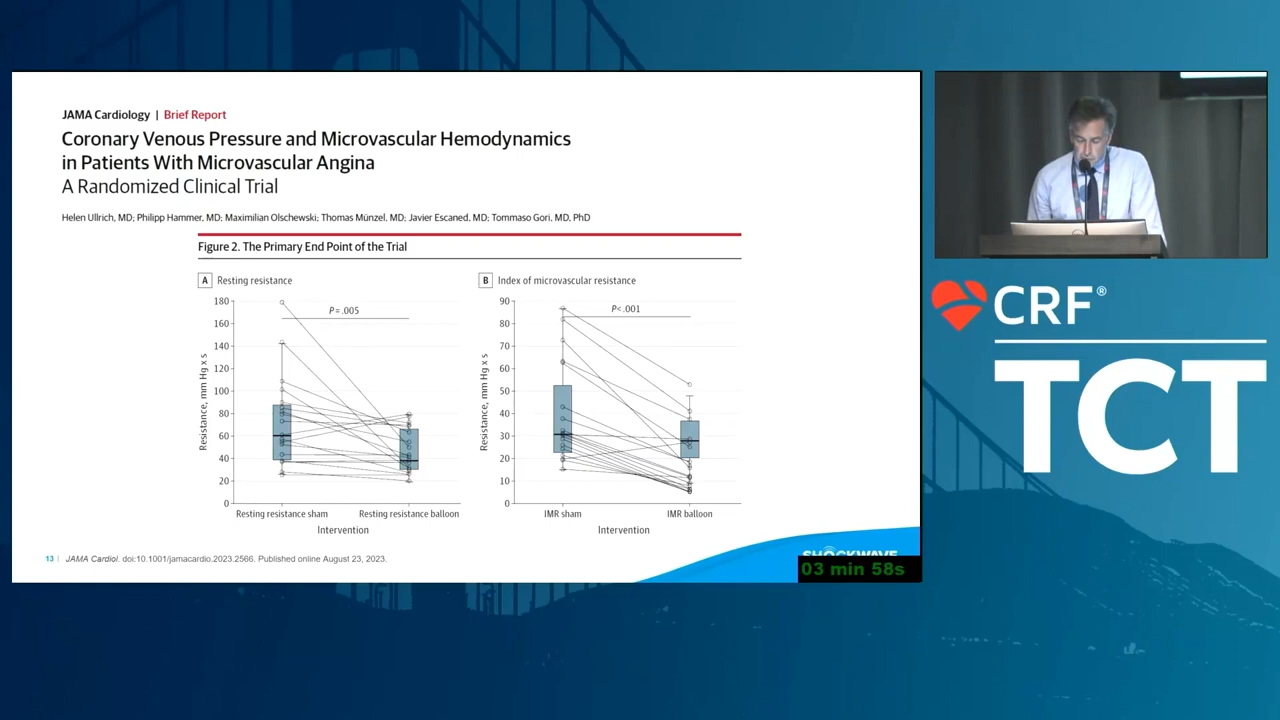 JAMA Cardiology | Brief Report
Coronary Venous Pressure and Microvascular Hemodynamics
in Patients With Microvascular Angina
A Randomized Clinical Trial
Helen Ullrich, MD; Philipp Hammer, MD; Maximilian Olschewski; Thomas Münzel, MD; Javier Escaned, MD; Tommaso Gori, MD, PhD
Figure 2. The Primary End Point of the Trial
A Resting resistance
180
160
140
120
100
80
60
40
20
0
Resistance, mm Hg x s
P = .005
Resting resistance sham
Resting resistance balloon
Intervention
B Index of microvascular resistance
90
80
70
60
50
40
30
20
10
0
Resistance, mm Hg x s
P < .001
IMR sham
IMR balloon
Intervention
13 | JAMA Cardiol. doi:10.1001/jamacardio.2023.2566. Published online August 23, 2023.
SHOCKWAVE
03 min 58s
CRF®
TCT